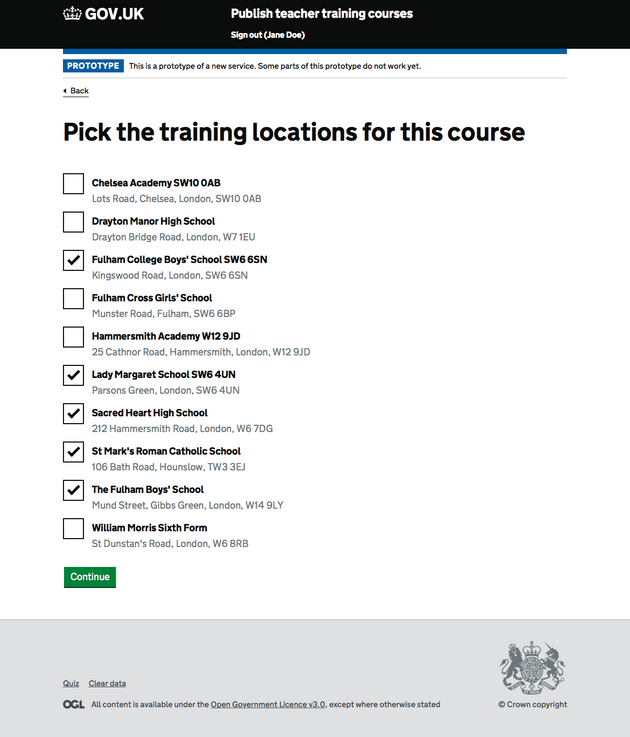 GOV.UK
Publish teacher training courses
Sign out (Jane Doe)
PROTOTYPE This is a prototype of a new service. Some parts of this prototype do not work yet.
Back
Pick the training locations for this course
Chelsea Academy SW10 0AB
Lots Road, Chelsea, London, SW10 0AB
Drayton Manor High School
Drayton Bridge Road, London, W7 1EU
Fulham College Boys' School SW6 6SN
Kingswood Road, London, SW6 6SN
Fulham Cross Girls' School
Munster Road, Fulham, SW6 6BP
Hammersmith Academy W12 9JD
25 Cathnor Road, Hammersmith, London, W12 9JD
Lady Margaret School SW6 4UN
Parsons Green, London, SW6 4UN
Sacred Heart High School
212 Hammersmith Road, London, W6 7DG
St Mark's Roman Catholic School
106 Bath Road, Hounslow, TW3 3EJ
The Fulham Boys' School
Mund Street, Gibbs Green, London, W14 9LY
William Morris Sixth Form
St Dunstan's Road, London, W6 8RB
Continue
Quiz Clear data
OGL All content is available under the Open Government Licence v3.0, except where otherwise stated
© Crown copyright